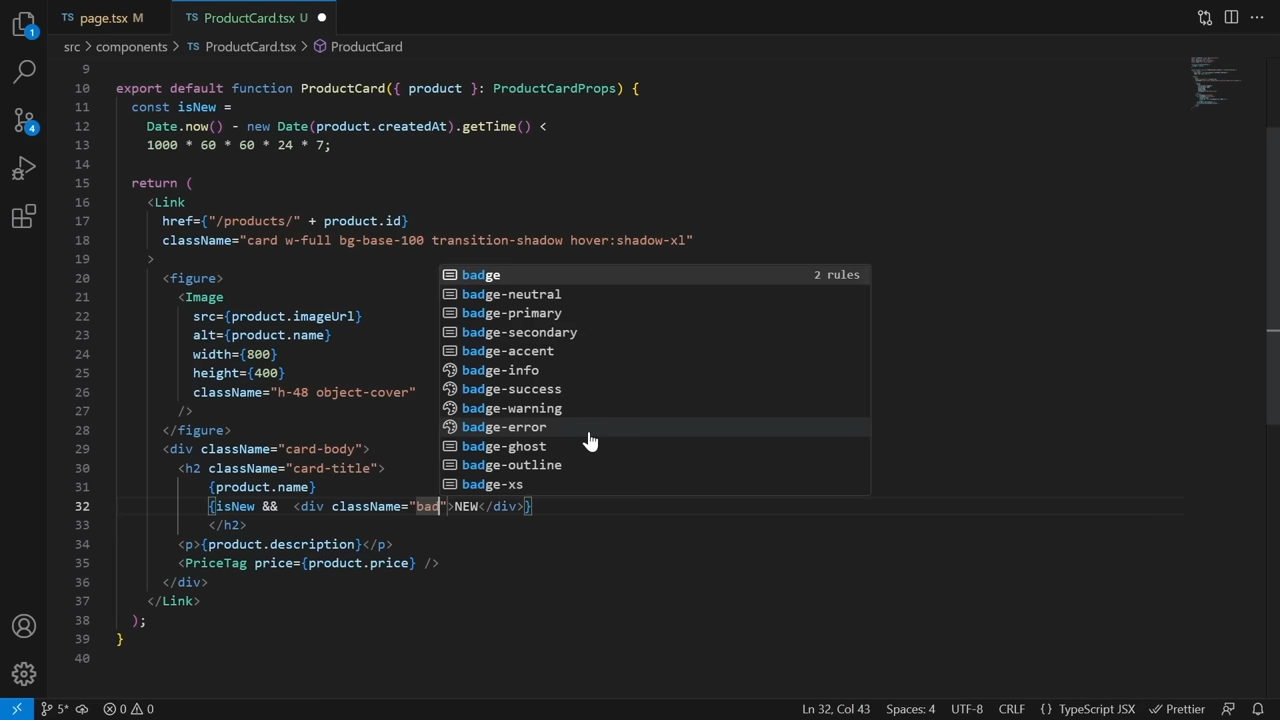 TS page.tsx M
TS ProductCard.tsx U
src > components > TS ProductCard.tsx > ProductCard
1
4
9
10 export default function ProductCard({ product }: ProductCardProps) {
11 const isNew =
12 Date.now() - new Date(product.createdAt).getTime() <
13 1000 * 60 * 60 * 24 * 7;
14
15 return (
16 <Link
17 href={"/products/" + product.id}
18 className="card w-full bg-base-100 transition-shadow hover:shadow-xl"
19 >
20 <figure>
21 <Image
22 src={product.imageUrl}
23 alt={product.name}
24 width={800}
25 height={400}
26 className="h-48 object-cover"
27 />
28 </figure>
29 <div className="card-body">
30 <h2 className="card-title">
31 {product.name}
32 {isNew && <div className="bad">NEW</div>}
33 </h2>
34 <p>{product.description}</p>
35 <PriceTag price={product.price} />
36 </div>
37 </Link>
38 );
39 }
40
badge 2 rules
badge-neutral
badge-primary
badge-secondary
badge-accent
badge-info
badge-success
badge-warning
badge-error
badge-ghost
badge-outline
badge-xs
5* 0 0 Ln 32, Col 43 Spaces: 4 UTF-8 CRLF {} TypeScript JSX Prettier